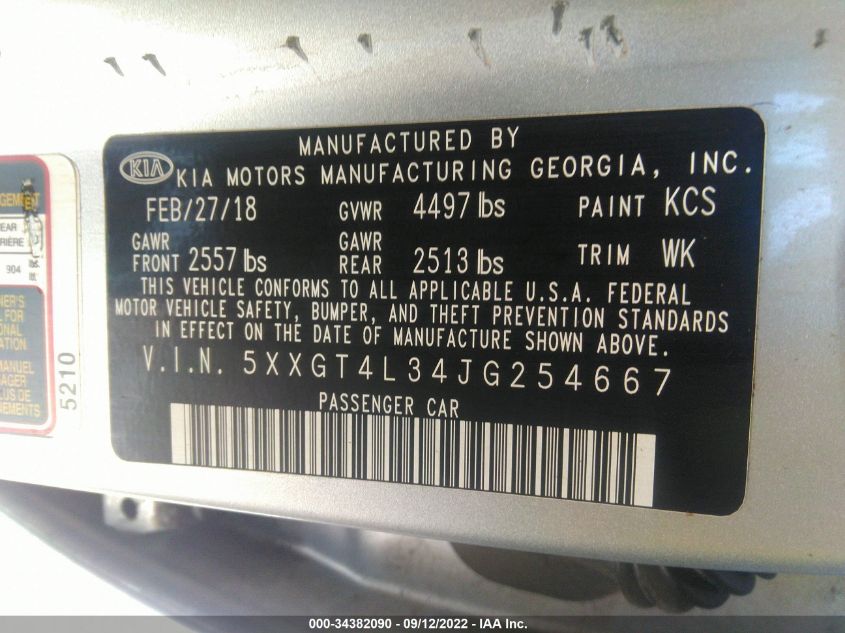 MANUFACTURED BY
KIA KIA MOTORS MANUFACTURING GEORGIA, INC.
FEB/27/18 GVWR 4497 lbs PAINT KCS
GAWR FRONT 2557 lbs GAWR REAR 2513 lbs TRIM WK
THIS VEHICLE CONFORMS TO ALL APPLICABLE U.S.A. FEDERAL
MOTOR VEHICLE SAFETY, BUMPER, AND THEFT PREVENTION STANDARDS
IN EFFECT ON THE DATE OF MANUFACTURE SHOWN ABOVE.
V.I.N. 5XXGT4L34JG254667
PASSENGER CAR
904
MANUEL
PLUS DE
5210
000-34382090 - 09/12/2022 - IAA Inc.